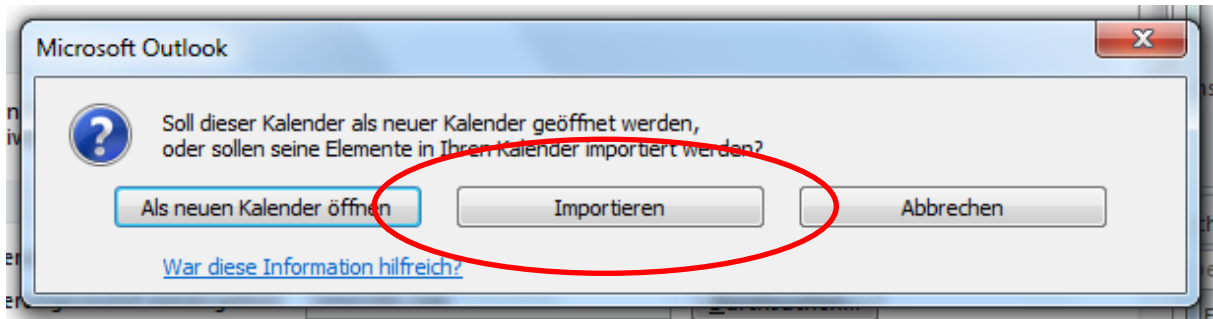 Microsoft Outlook
Soll dieser Kalender als neuer Kalender geöffnet werden,
oder sollen seine Elemente in Ihren Kalender importiert werden?
Als neuen Kalender öffnen
Importieren
Abbrechen
War diese Information hilfreich?